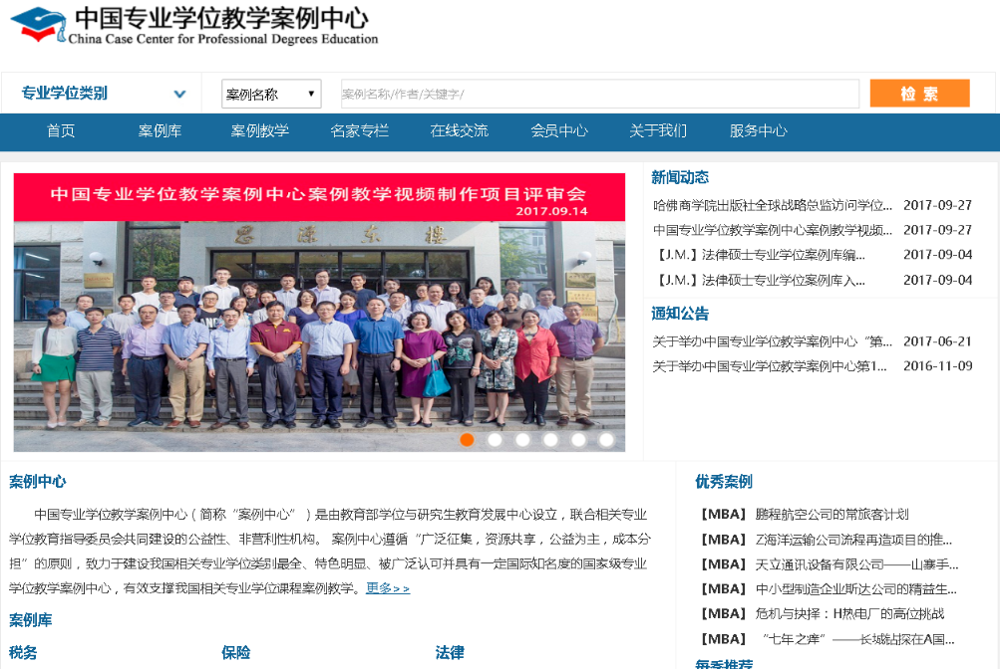 中国专业学位教学案例中心
China Case Center for Professional Degrees Education
专业学位类别
案例名称
案例名称/作者/关键字/
检 索
首页 案例库 案例教学 名家专栏 在线交流 会员中心 关于我们 服务中心
中国专业学位教学案例中心案例教学视频制作项目评审会
2017.09.14
思源东楼
新闻动态
哈佛商学院出版社全球战略总监访问学位... 2017-09-27
中国专业学位教学案例中心案例教学视频... 2017-09-27
【J.M.】法律硕士专业学位案例库编... 2017-09-04
【J.M.】法律硕士专业学位案例库入... 2017-09-04
通知公告
关于举办中国专业学位教学案例中心“第... 2017-06-21
关于举办中国专业学位教学案例中心第1... 2016-11-09
案例中心
中国专业学位教学案例中心（简称“案例中心”）是由教育部学位与研究生教育发展中心设立，联合相关专业
学位教育指导委员会共同建设的公益性、非营利性机构。 案例中心遵循“广泛征集，资源共享，公益为主，成本分
担”的原则，致力于建设我国相关专业学位类别最全、特色明显、被广泛认可并具有一定国际知名度的国家级专业
学位教学案例中心，有效支撑我国相关专业学位课程案例教学。更多>>
案例库
税务 保险 法律
优秀案例
【MBA】鹏程航空公司的常旅客计划
【MBA】Z海洋运输公司流程再造项目的推...
【MBA】天立通讯设备有限公司——山寨手...
【MBA】中小型制造企业斯达公司的精益生...
【MBA】危机与抉择：H热电厂的高位挑战
【MBA】“七年之痒”——长城钻探在A国...
每季推荐